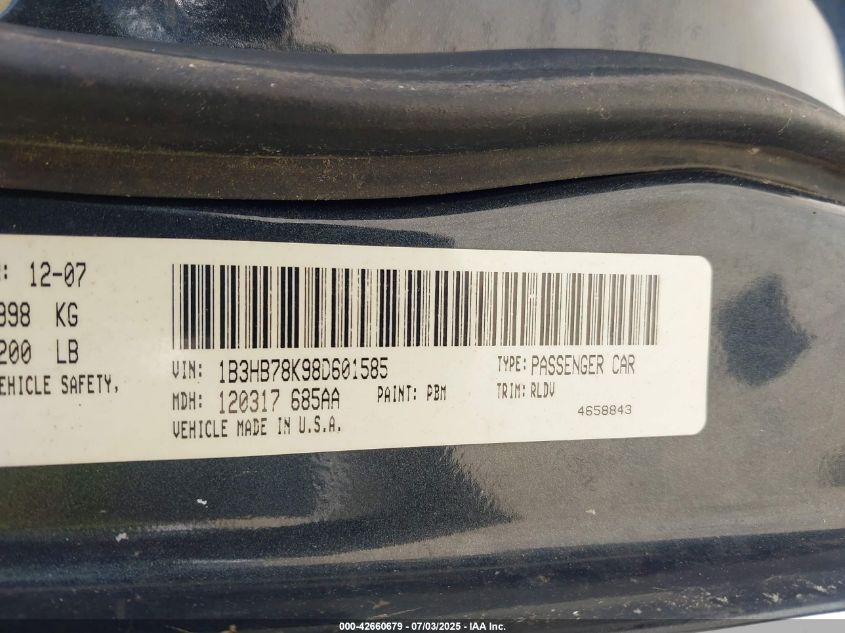 : 12-07
998 KG
200 LB
EHICLE SAFETY,
VIN: 1B3HB78K98D601585
TYPE: PASSENGER CAR
MDH: 120317 685AA
PAINT: PBM
TRIM: RLDV
VEHICLE MADE IN U.S.A.
4658843
000-42660679 - 07/03/2025 - IAA Inc.